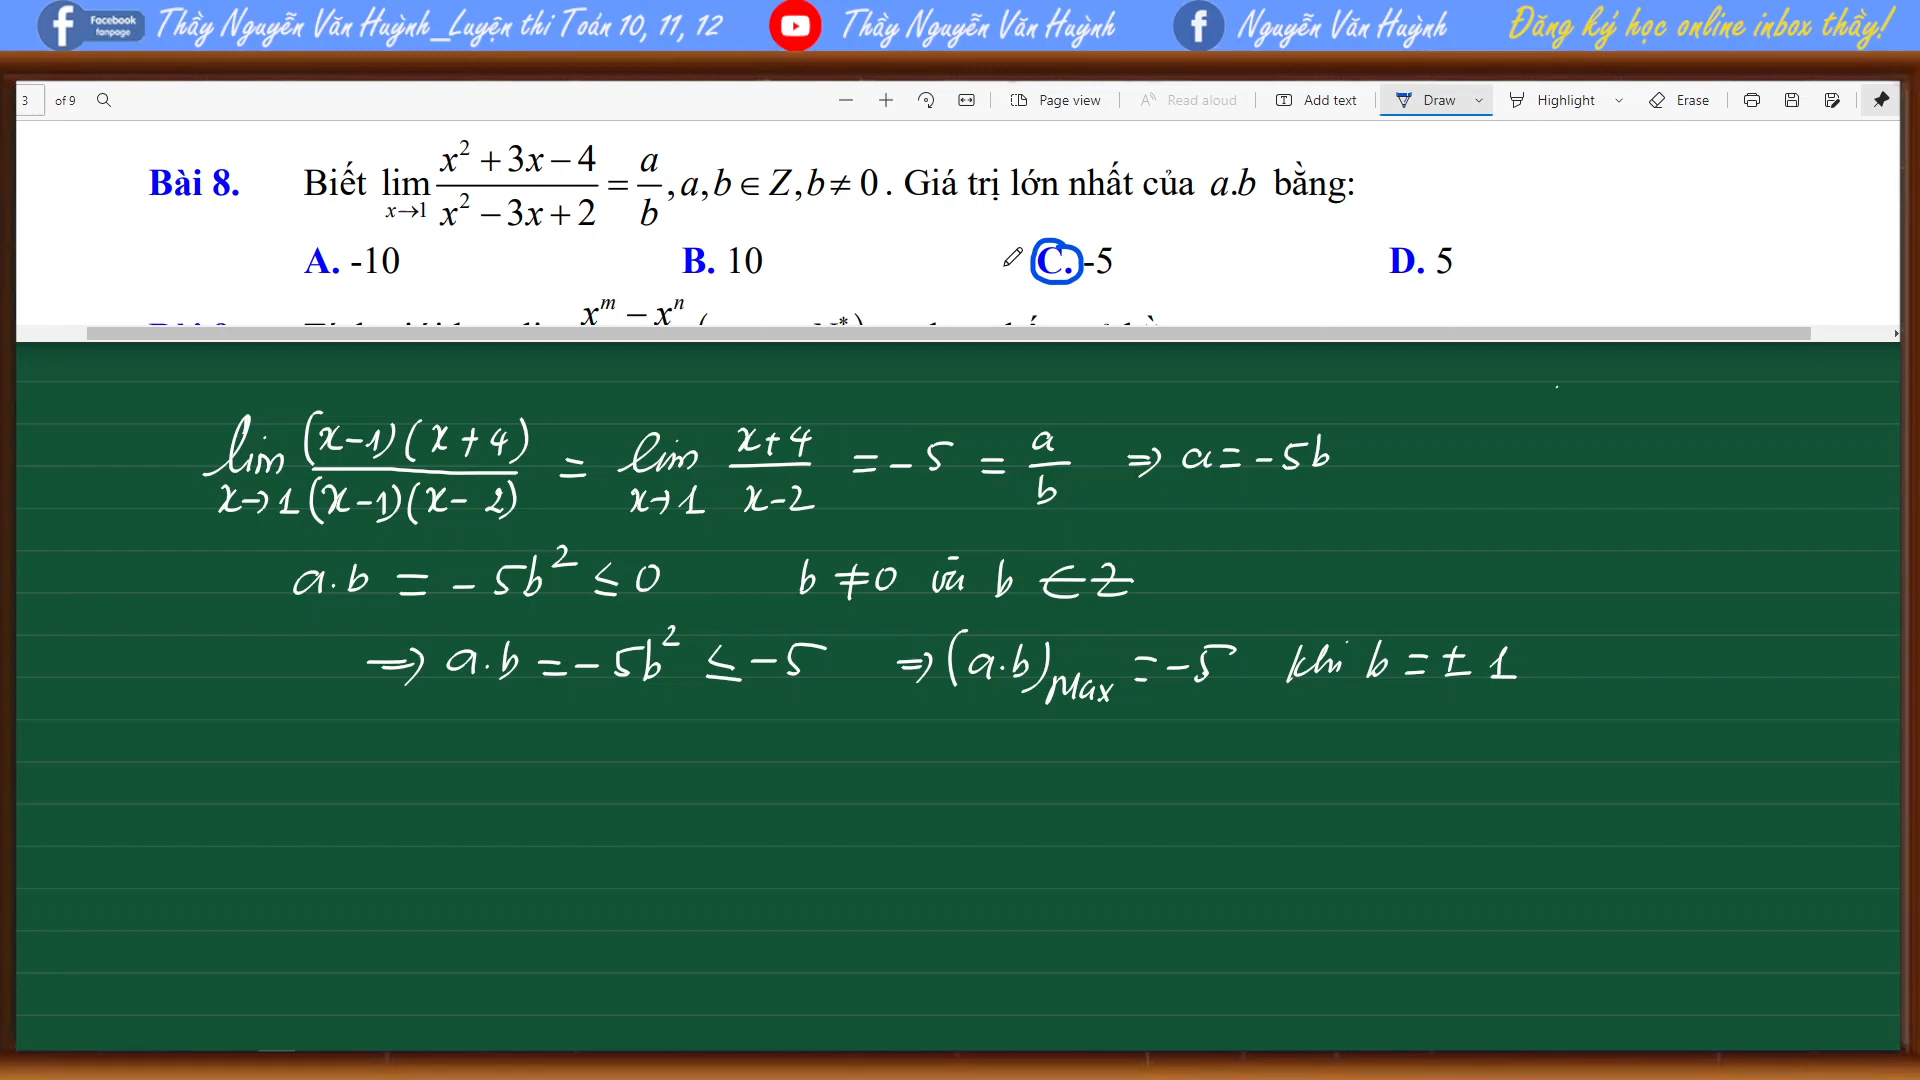 Facebook fanpage Thầy Nguyễn Văn Huỳnh_Luyện thi Toán 10, 11, 12 Thầy Nguyễn Văn Huỳnh Nguyễn Văn Huỳnh Đăng ký học online inbox thầy!
3 of 9 Page view Read aloud Add text Draw Highlight Erase
Bài 8. Biết lim x→1 (x² + 3x − 4)/(x² − 3x + 2) = a/b, a, b ∈ Z, b ≠ 0. Giá trị lớn nhất của a.b bằng:
A. -10 B. 10 C. -5 D. 5
x^m − x^n
lim x→1 (x-1)(x+4)/(x-1)(x-2) = lim x→1 (x+4)/(x-2) = -5 = a/b ⇒ a = -5b
a.b = -5b² ≤ 0 b ≠ 0 và b ∈ Z
⇒ a.b = -5b² ≤ -5 ⇒ (a.b)Max = -5 khi b = ± 1